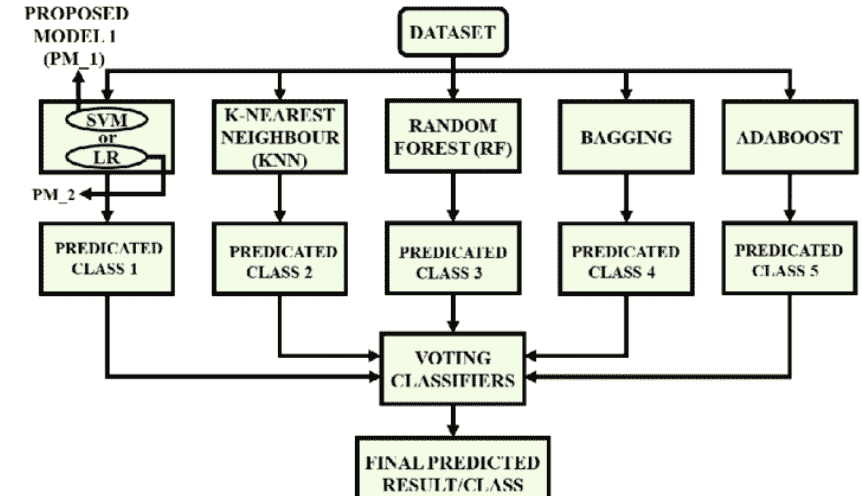 PROPOSED
MODEL 1
(PM_1)
DATASET
SVM
or
LR
K-NEAREST
NEIGHBOUR
(KNN)
RANDOM
FOREST (RF)
BAGGING
ADABOOST
PM_2
PREDICATED
CLASS 1
PREDICATED
CLASS 2
PREDICATED
CLASS 3
PREDICATED
CLASS 4
PREDICATED
CLASS 5
VOTING
CLASSIFIERS
FINAL PREDICTED
RESULT/CLASS